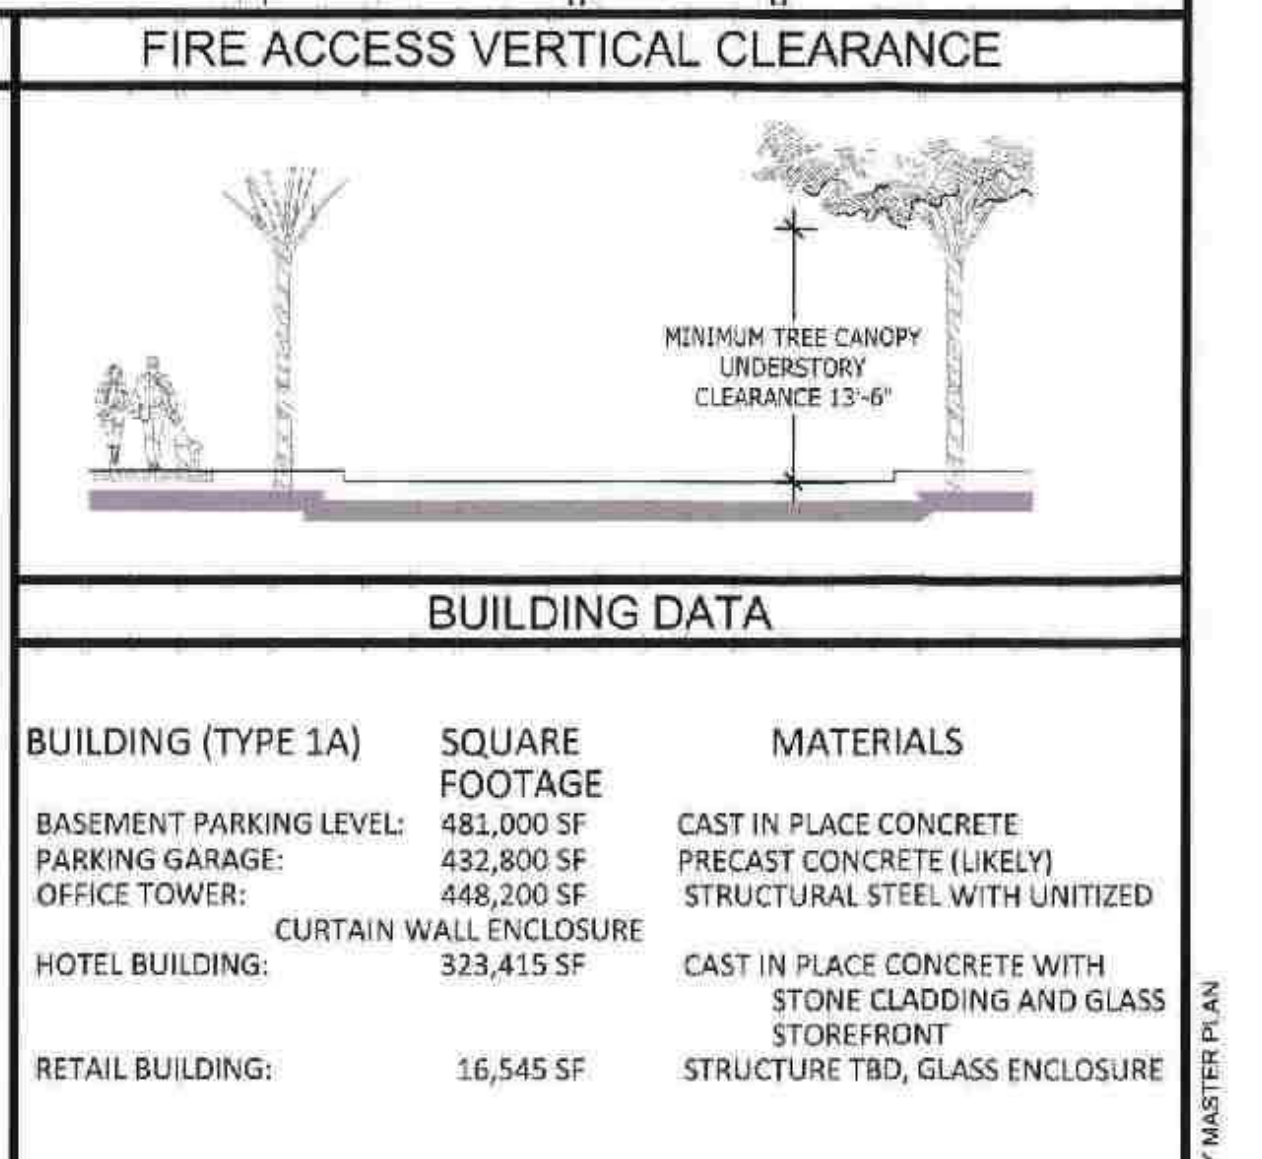 FIRE ACCESS VERTICAL CLEARANCE
MINIMUM TREE CANOPY
UNDERSTORY
CLEARANCE 13'-6"
BUILDING DATA
BUILDING (TYPE 1A) SQUARE FOOTAGE MATERIALS
BASEMENT PARKING LEVEL: 481,000 SF CAST IN PLACE CONCRETE
PARKING GARAGE: 432,800 SF PRECAST CONCRETE (LIKELY)
OFFICE TOWER: 448,200 SF STRUCTURAL STEEL WITH UNITIZED
CURTAIN WALL ENCLOSURE
HOTEL BUILDING: 323,415 SF CAST IN PLACE CONCRETE WITH
STONE CLADDING AND GLASS
STOREFRONT
RETAIL BUILDING: 16,545 SF STRUCTURE TBD, GLASS ENCLOSURE
MASTER PLAN